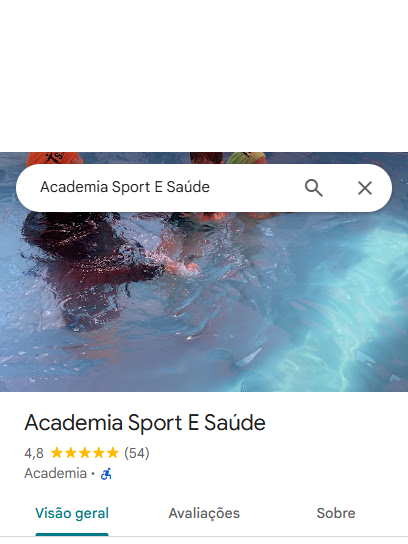 Academia Sport E Saúde
Academia Sport E Saúde
4,8 (54)
Academia ·
Visão geral Avaliações Sobre